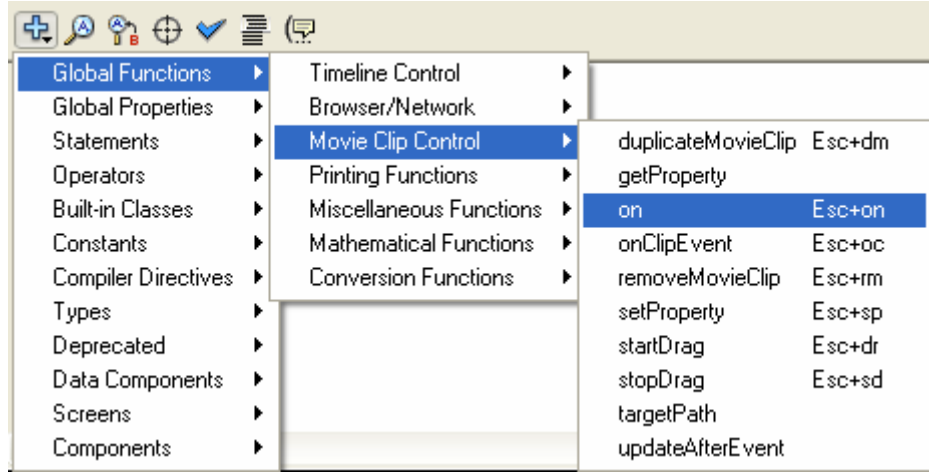 Global Functions
Global Properties
Statements
Operators
Built-in Classes
Constants
Compiler Directives
Types
Deprecated
Data Components
Screens
Components
Timeline Control
Browser/Network
Movie Clip Control
Printing Functions
Miscellaneous Functions
Mathematical Functions
Conversion Functions
duplicateMovieClip Esc+dm
getProperty
on Esc+on
onClipEvent Esc+oc
removeMovieClip Esc+rm
setProperty Esc+sp
startDrag Esc+dr
stopDrag Esc+sd
targetPath
updateAfterEvent